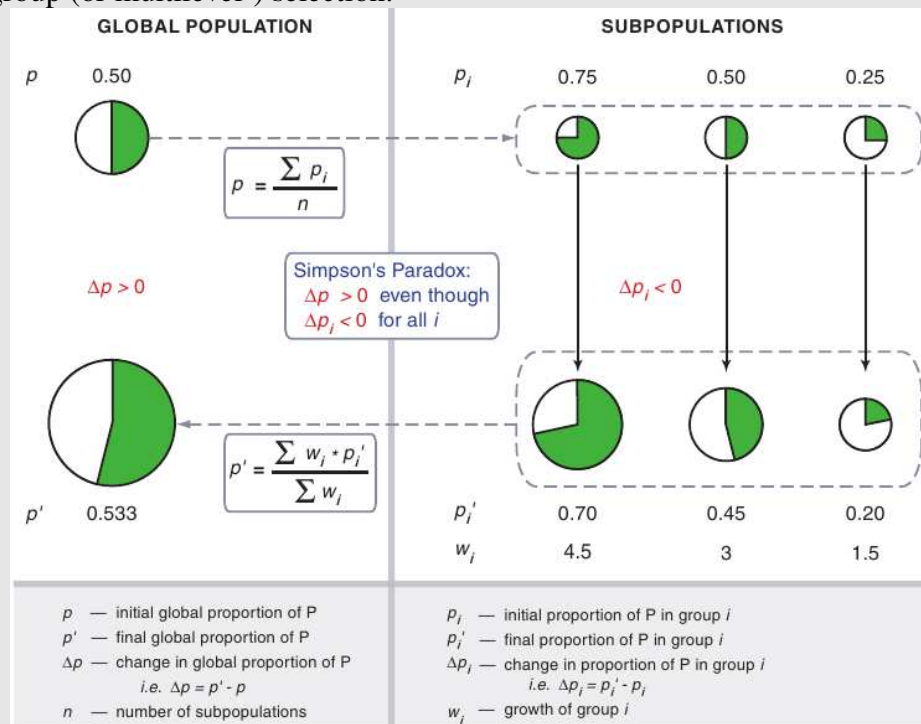 group (or multilevel ) selection.
GLOBAL POPULATION
p 0.50
p = ∑ p_i / n
Δp > 0
Simpson's Paradox:
Δp > 0 even though
Δp_i < 0 for all i
p' = ∑ w_i * p_i' / ∑ w_i
p' 0.533
SUBPOPULATIONS
p_i 0.75 0.50 0.25
Δp_i < 0
p_i' 0.70 0.45 0.20
w_i 4.5 3 1.5
p — initial global proportion of P
p' — final global proportion of P
Δp — change in global proportion of P
i.e. Δp = p' - p
n — number of subpopulations
p_i — initial proportion of P in group i
p_i' — final proportion of P in group i
Δp_i — change in proportion of P in group i
i.e. Δp_i = p_i' - p_i
w_i — growth of group i